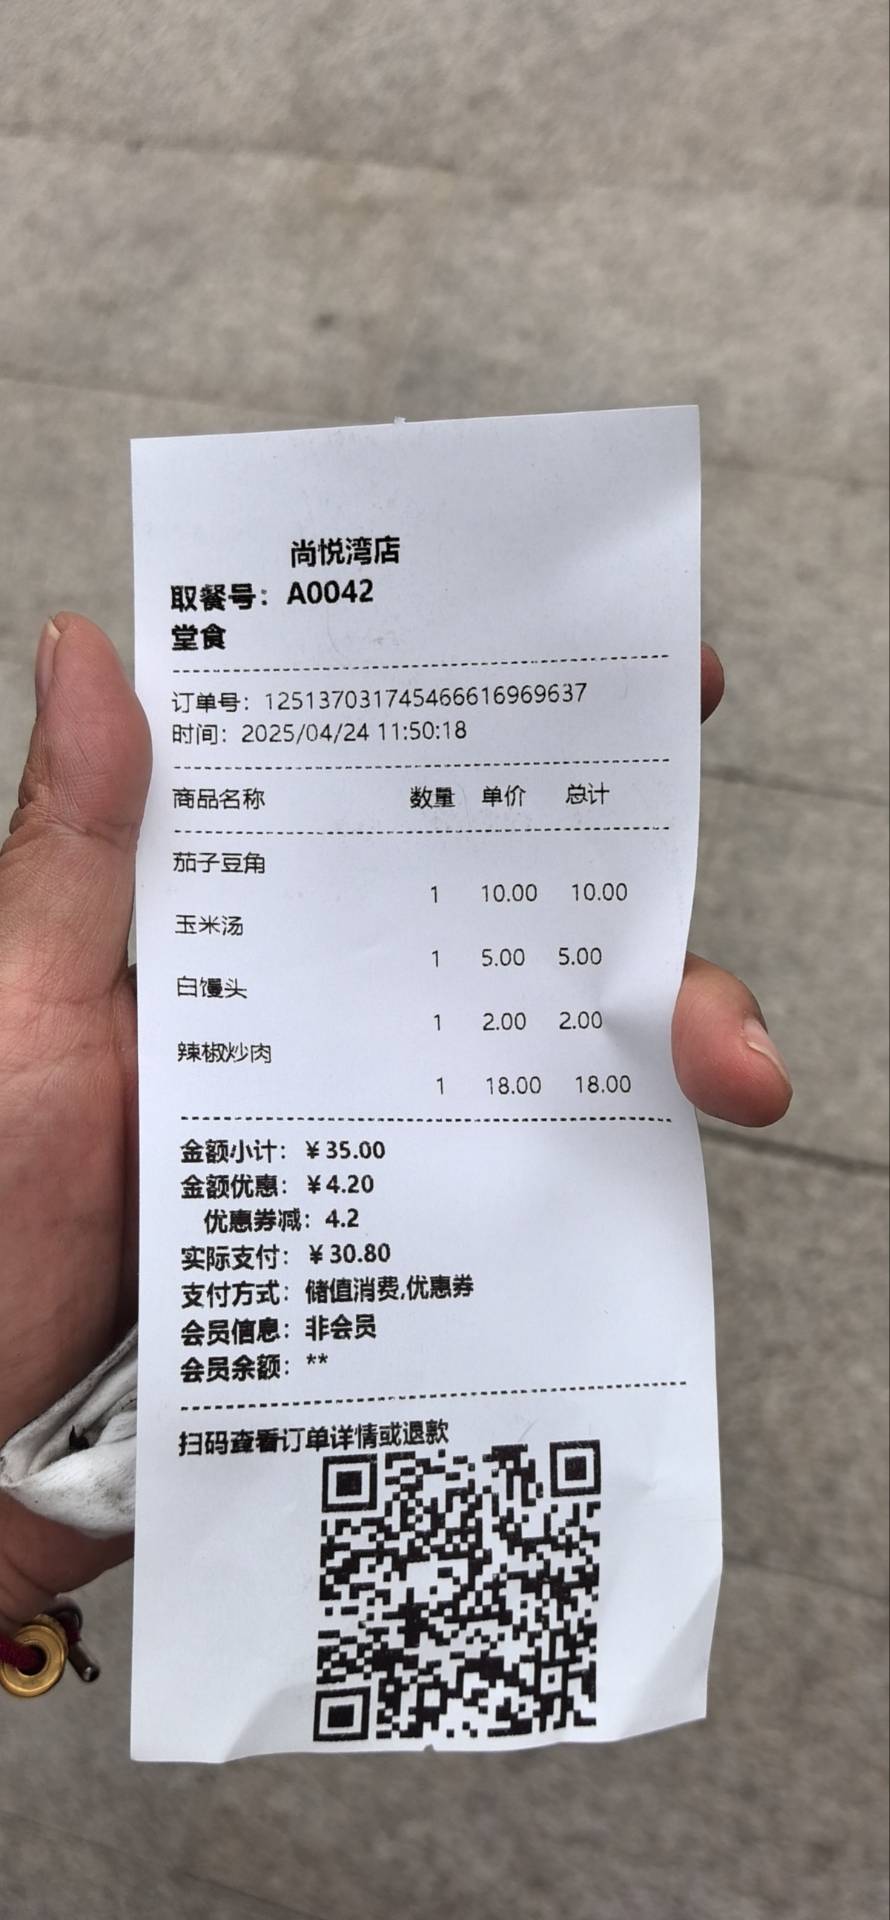 尚悦湾店
取餐号：A0042
堂食
订单号：125137031745466616969637
时间：2025/04/24 11:50:18
商品名称 数量 单价 总计
茄子豆角
1 10.00 10.00
玉米汤
1 5.00 5.00
白馒头
1 2.00 2.00
辣椒炒肉
1 18.00 18.00
金额小计：￥35.00
金额优惠：￥4.20
优惠券减：4.2
实际支付：￥30.80
支付方式：储值消费,优惠券
会员信息：非会员
会员余额：**
扫码查看订单详情或退款